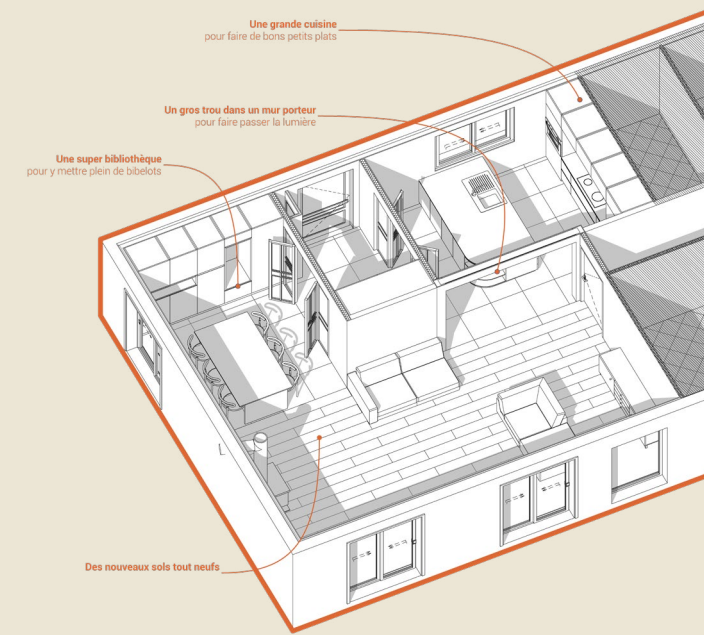 Une grande cuisine
pour faire de bons petits plats
Un gros trou dans un mur porteur
pour faire passer la lumière
Une super bibliothèque
pour y mettre plein de bibelots
Des nouveaux sols tout neufs